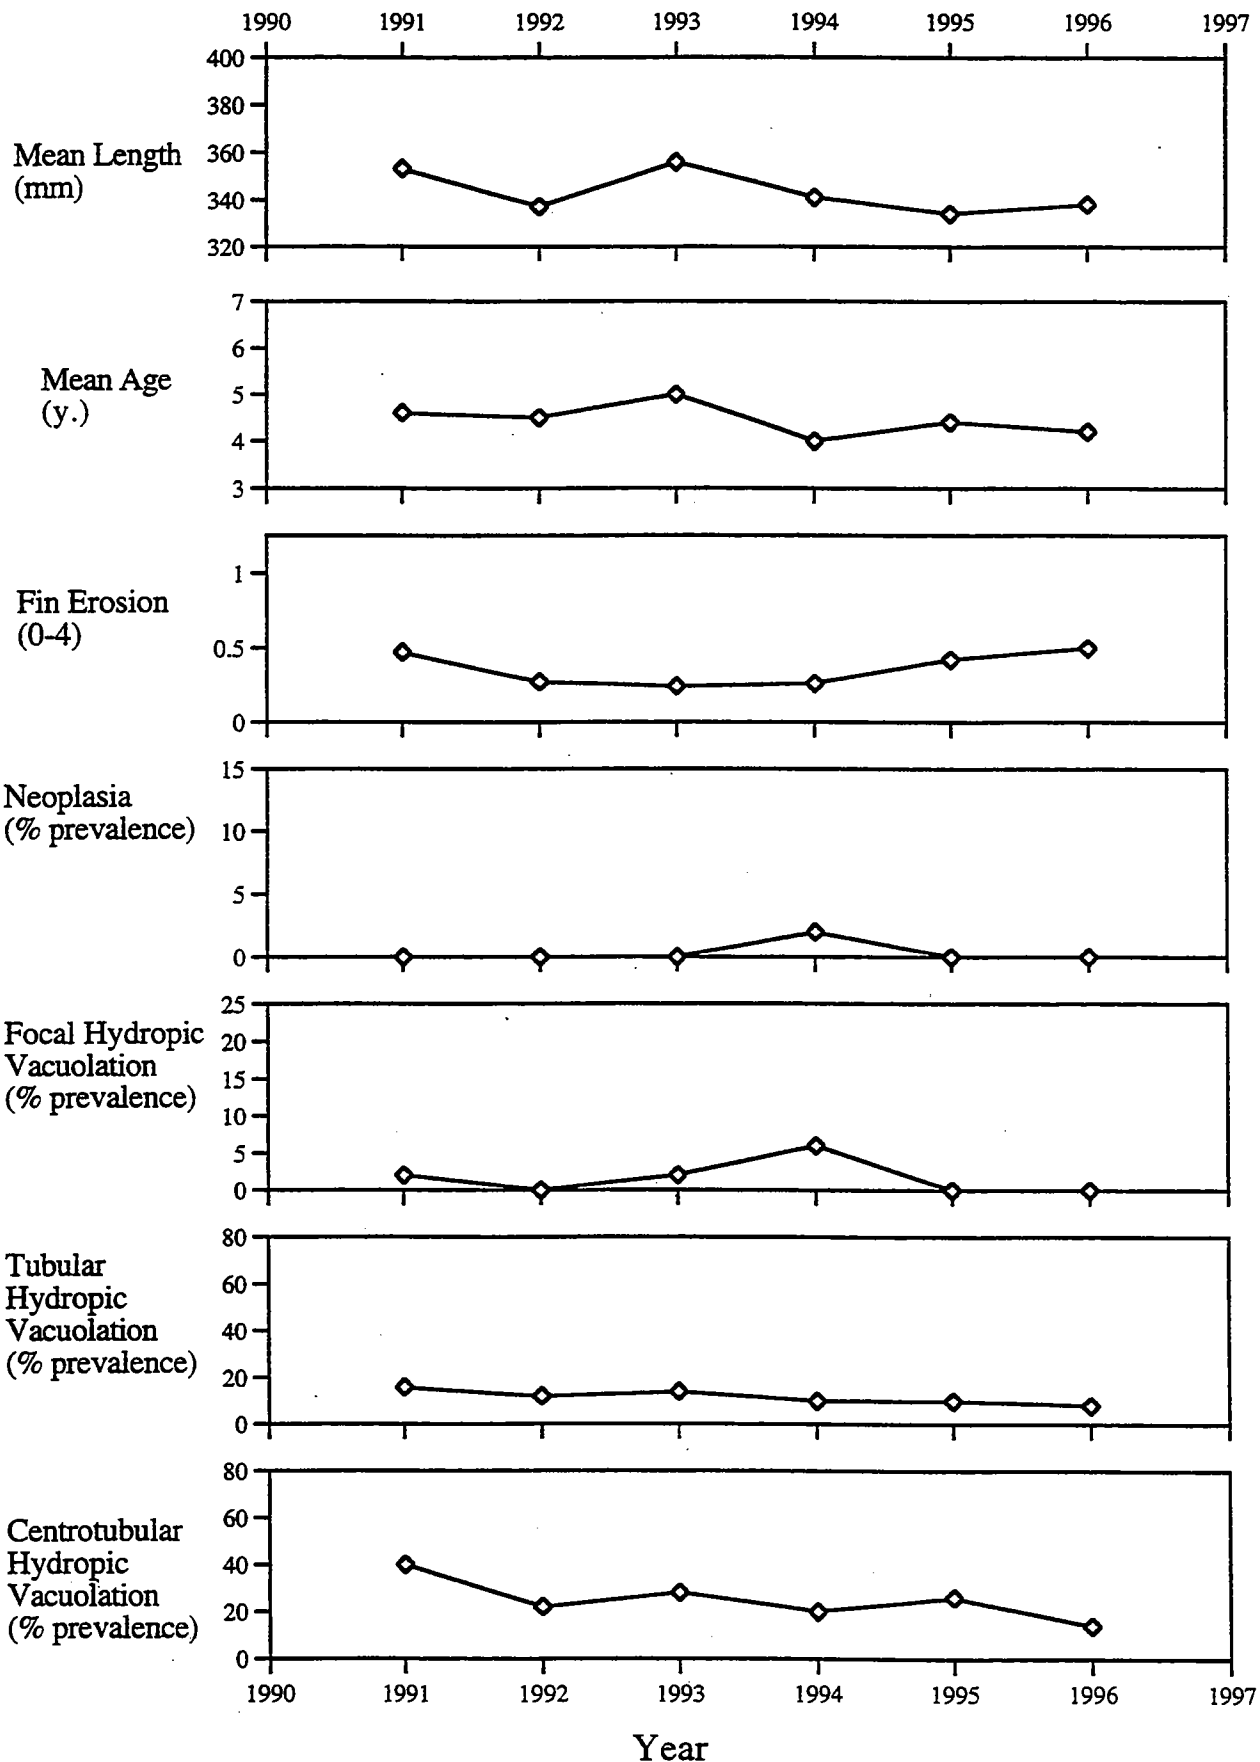 1990 1991 1992 1993 1994 1995 1996 1997
Mean Length
(mm)
400
380
360
340
320
Mean Age
(y.)
7
6
5
4
3
Fin Erosion
(0-4)
1
0.5
0
Neoplasia
(% prevalence)
15
10
5
0
Focal Hydropic
Vacuolation
(% prevalence)
25
20
15
10
5
0
Tubular
Hydropic
Vacuolation
(% prevalence)
80
60
40
20
0
Centrotubular
Hydropic
Vacuolation
(% prevalence)
80
60
40
20
0
1990 1991 1992 1993 1994 1995 1996 1997
Year